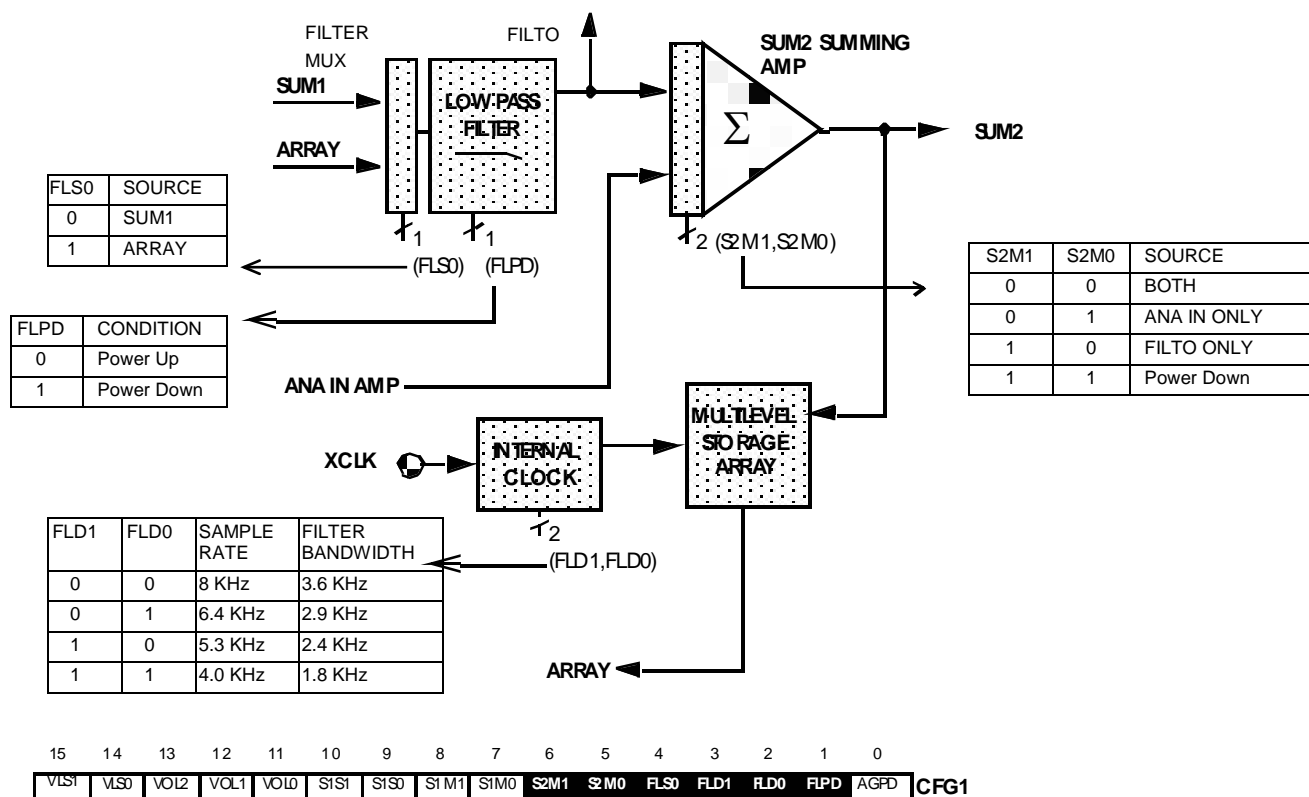 FILTER
MUX
FILTO
SUM2 SUMMING
AMP
SUM1
LOW PASS
FILTER
Σ
SUM2
ARRAY
FLS0 SOURCE
0 SUM1
1 ARRAY
1
(FLS0)
1
(FLPD)
2 (S2M1,S2M0)
S2M1 S2M0 SOURCE
0 0 BOTH
0 1 ANA IN ONLY
1 0 FILTO ONLY
1 1 Power Down
FLPD CONDITION
0 Power Up
1 Power Down
ANA IN AMP
MULTILEVEL
STORAGE
ARRAY
XCLK
INTERNAL
CLOCK
2
(FLD1,FLD0)
FLD1 FLD0 SAMPLE RATE FILTER BANDWIDTH
0 0 8 KHz 3.6 KHz
0 1 6.4 KHz 2.9 KHz
1 0 5.3 KHz 2.4 KHz
1 1 4.0 KHz 1.8 KHz
ARRAY
15 14 13 12 11 10 9 8 7 6 5 4 3 2 1 0
VLS1 VLS0 VOL2 VOL1 VOL0 S1S1 S1S0 S1M1 S1M0 S2M1 S2M0 FLS0 FLD1 FLD0 FLPD AGPD CFG1